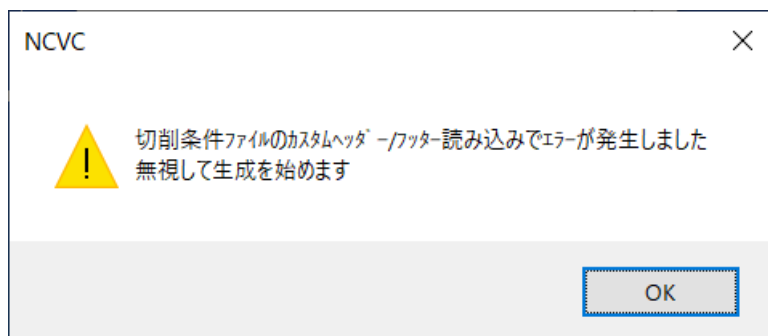 NCVC
切削条件ﾌｧｲﾙのｶｽﾀﾑﾍｯﾀﾞｰ/ﾌｯﾀｰ読み込みでｴﾗｰが発生しました
無視して生成を始めます
OK